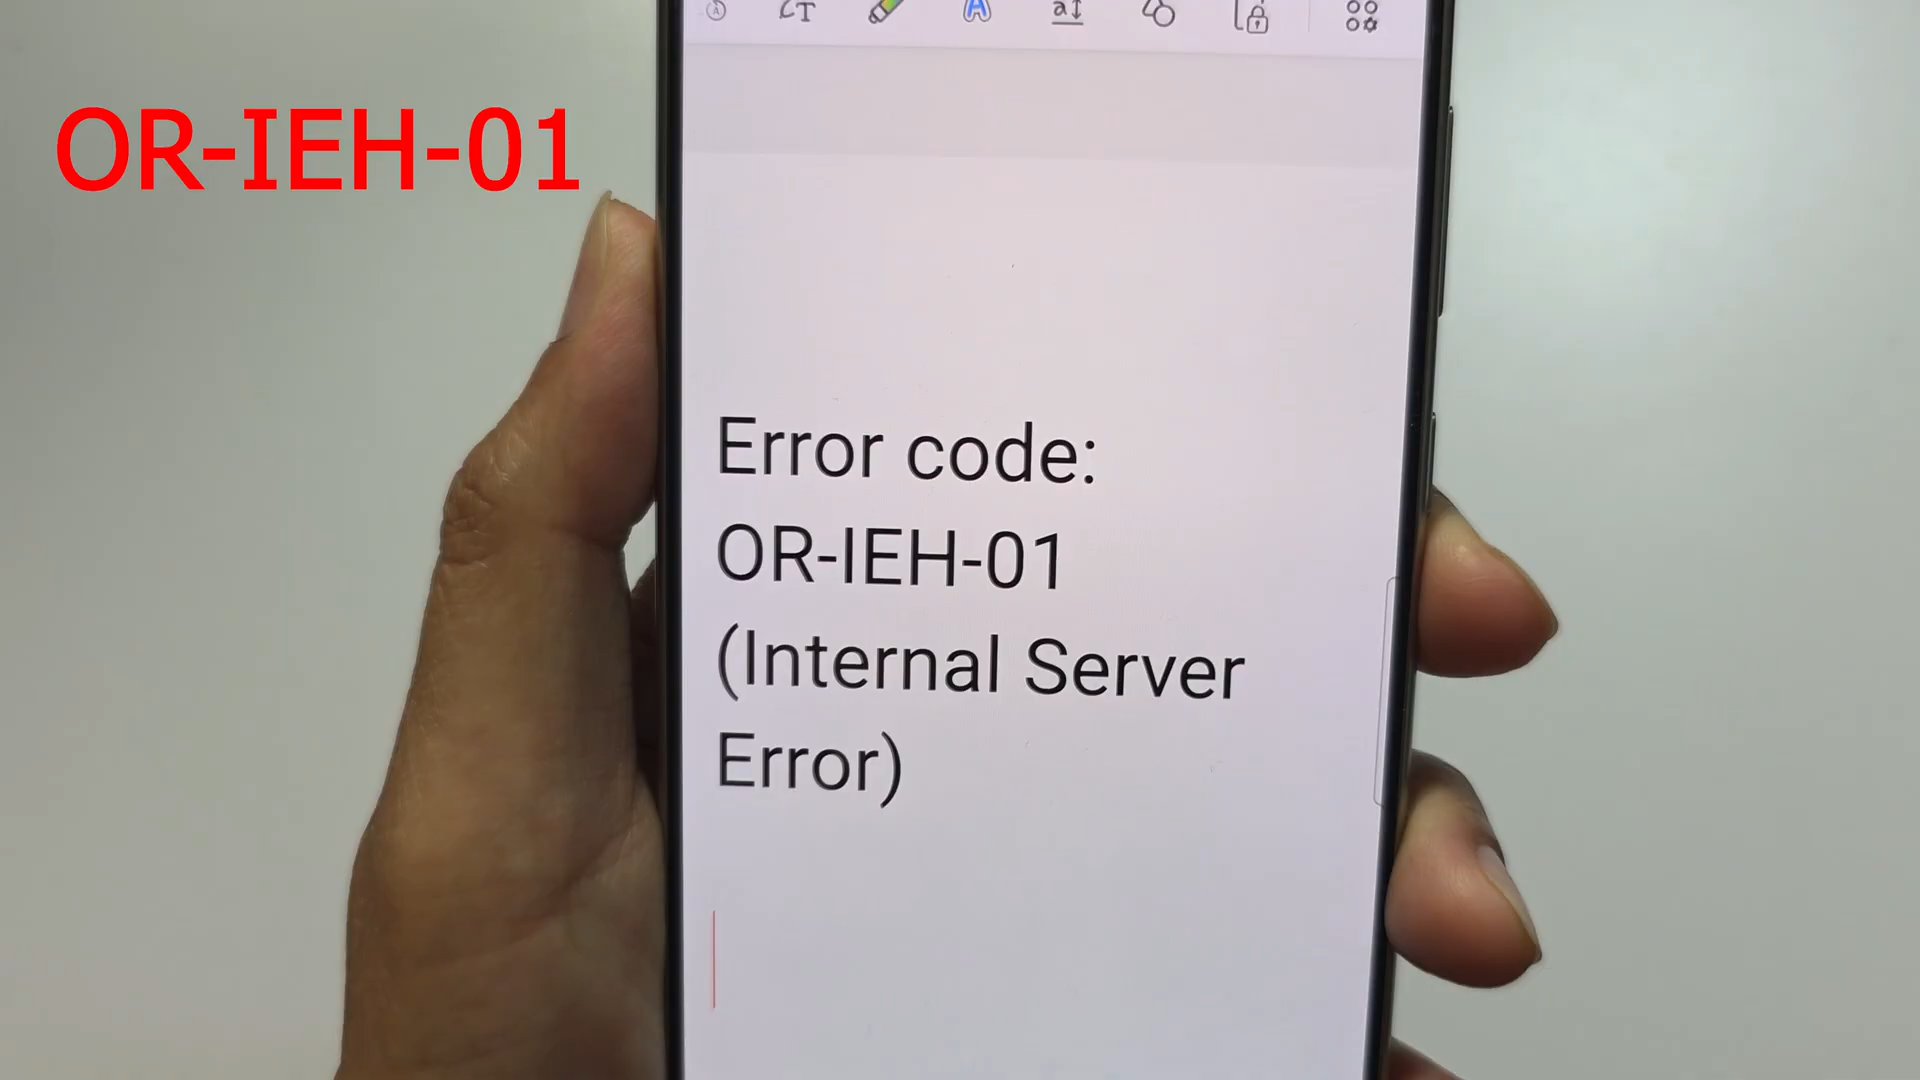 OR-IEH-01
Error code:
OR-IEH-01
(Internal Server
Error)